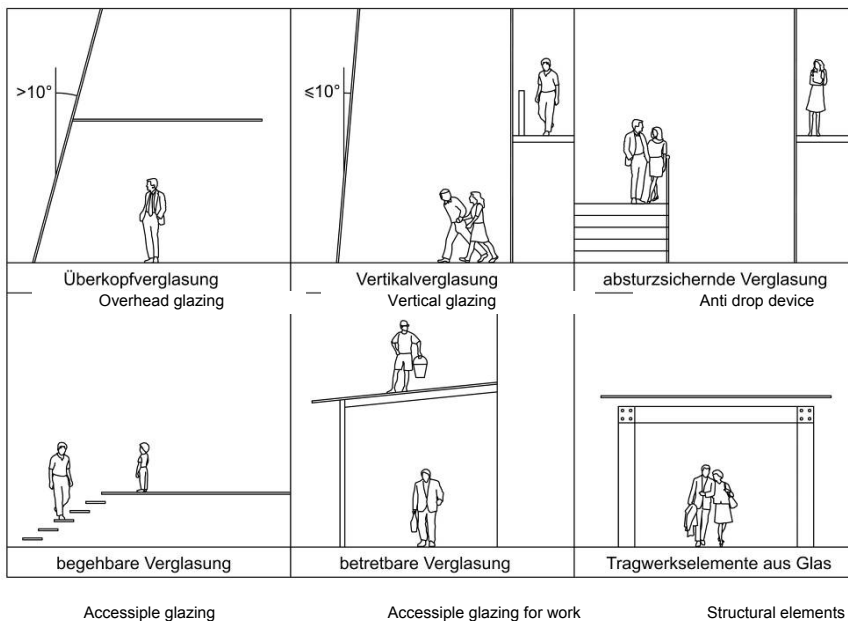 >10°
≤10°
Überkopfverglasung
Vertikalverglasung
absturzsichernde Verglasung
Overhead glazing
Vertical glazing
Anti drop device
begehbare Verglasung
betretbare Verglasung
Tragwerkselemente aus Glas
Accessiple glazing
Accessiple glazing for work
Structural elements